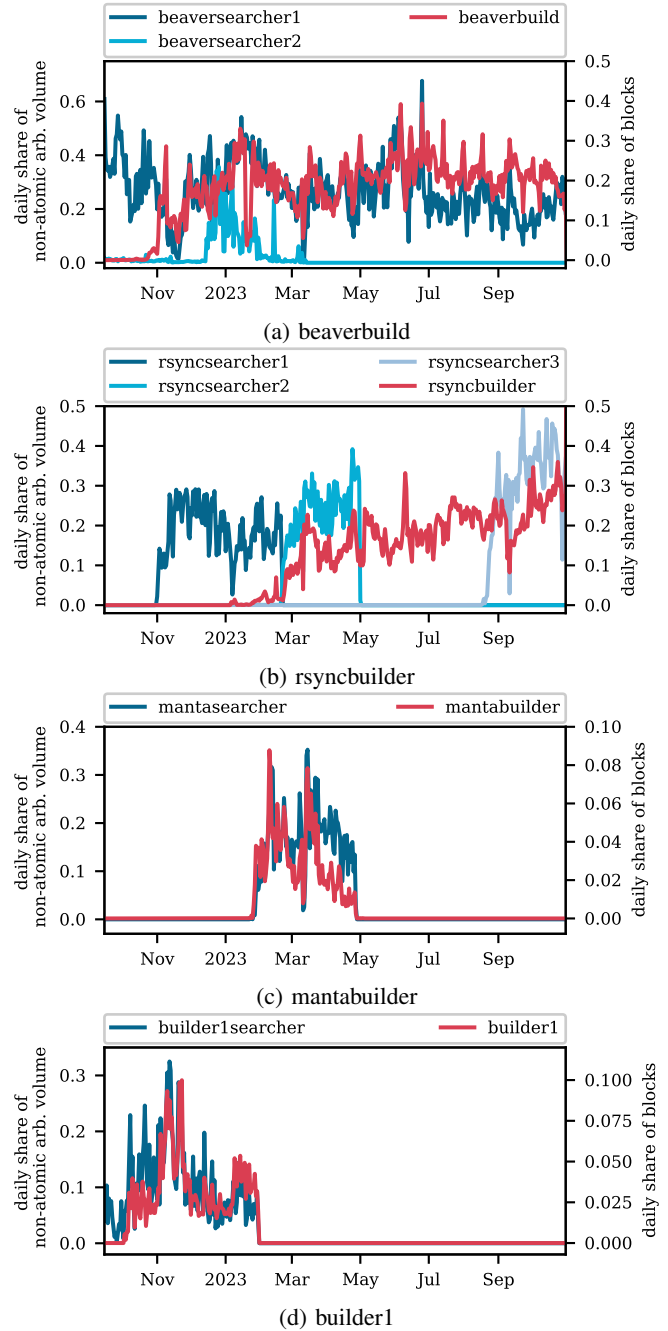 beaversearcher1 beaverbuild
beaversearcher2
daily share of
non-atomic arb. volume
0.6
0.4
0.2
0.0
0.5
0.4
0.3
0.2
0.1
0.0
daily share of blocks
Nov 2023 Mar May Jul Sep
(a) beaverbuild
rsyncsearcher1 rsyncsearcher3
rsyncsearcher2 rsyncbuilder
daily share of
non-atomic arb. volume
0.5
0.4
0.3
0.2
0.1
0.0
0.5
0.4
0.3
0.2
0.1
0.0
daily share of blocks
Nov 2023 Mar May Jul Sep
(b) rsyncbuilder
mantasearcher mantabuilder
daily share of
non-atomic arb. volume
0.4
0.3
0.2
0.1
0.0
0.10
0.08
0.06
0.04
0.02
0.00
daily share of blocks
Nov 2023 Mar May Jul Sep
(c) mantabuilder
builder1searcher builder1
daily share of
non-atomic arb. volume
0.3
0.2
0.1
0.0
0.100
0.075
0.050
0.025
0.000
daily share of blocks
Nov 2023 Mar May Jul Sep
(d) builder1